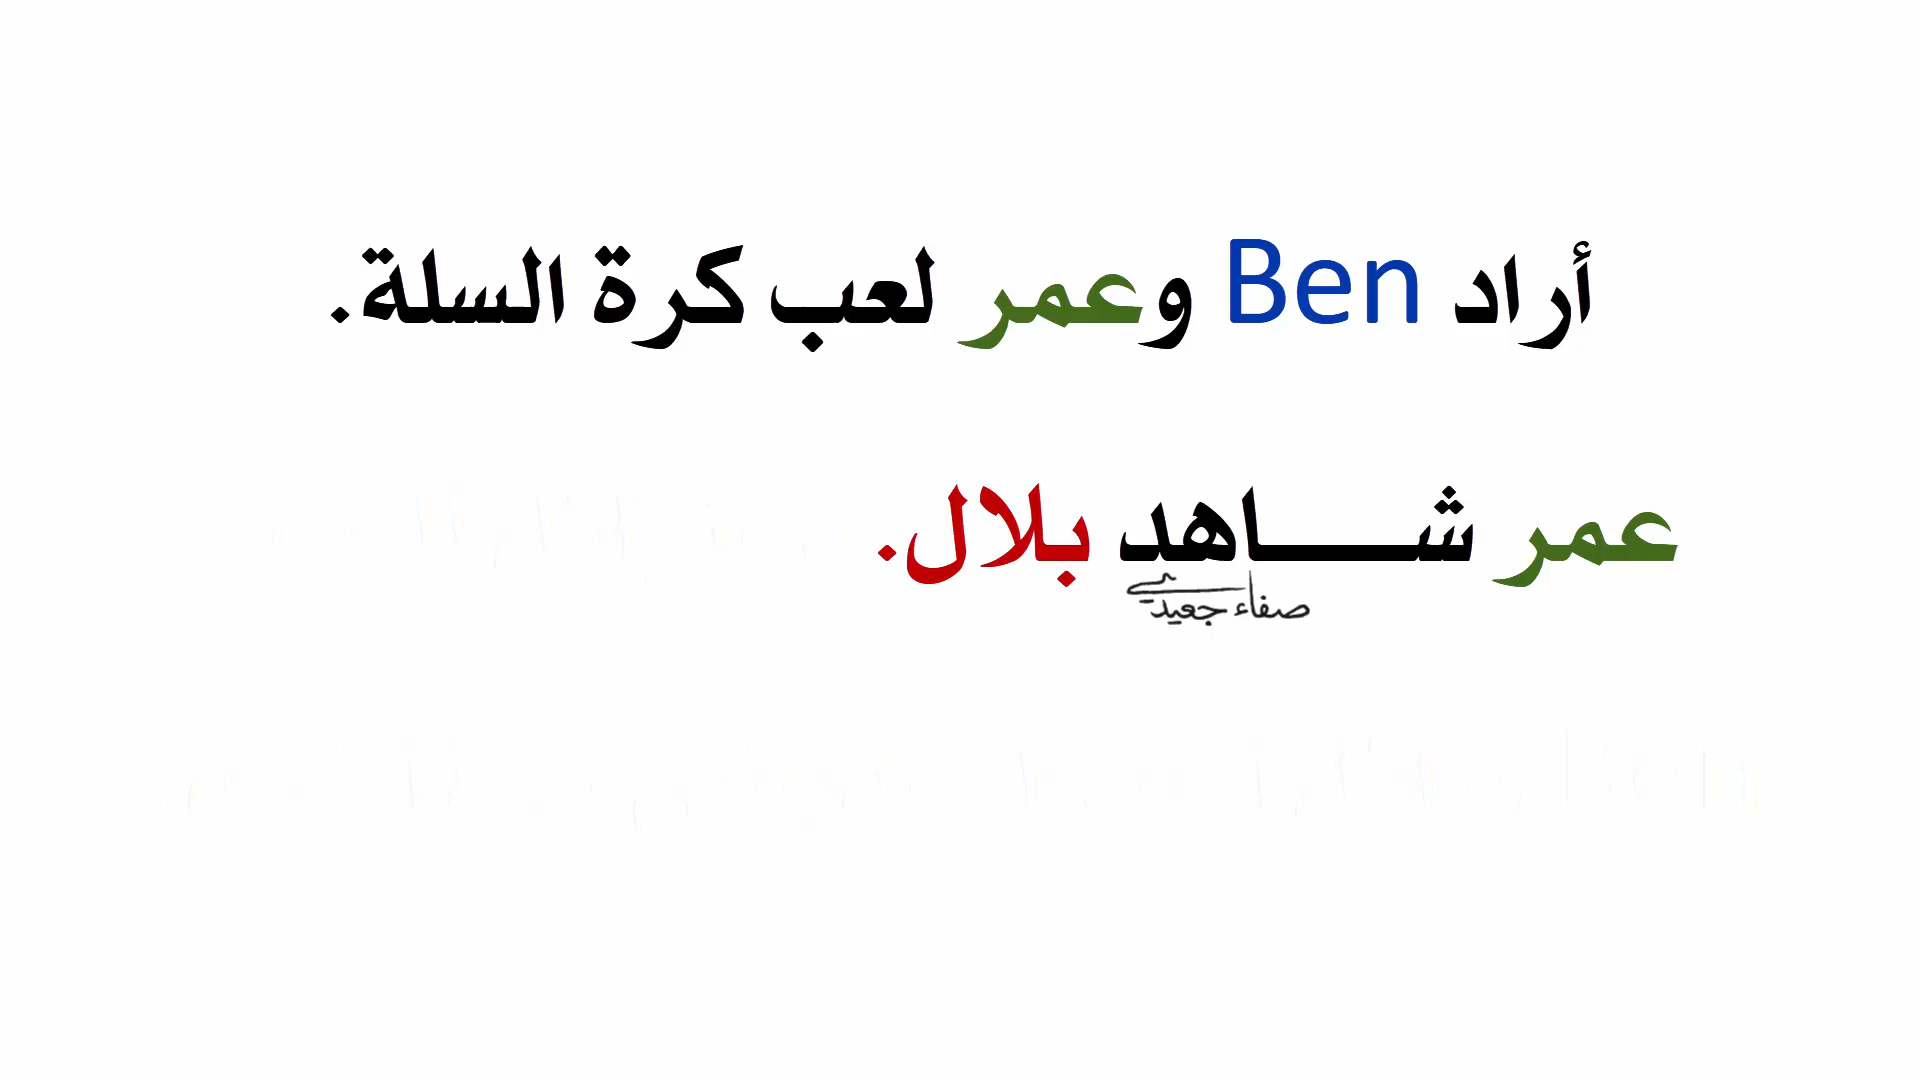 أراد Ben وعمر لعب كرة السلة.
عمر شـــــاهد بلال.
صفاء جعيدي